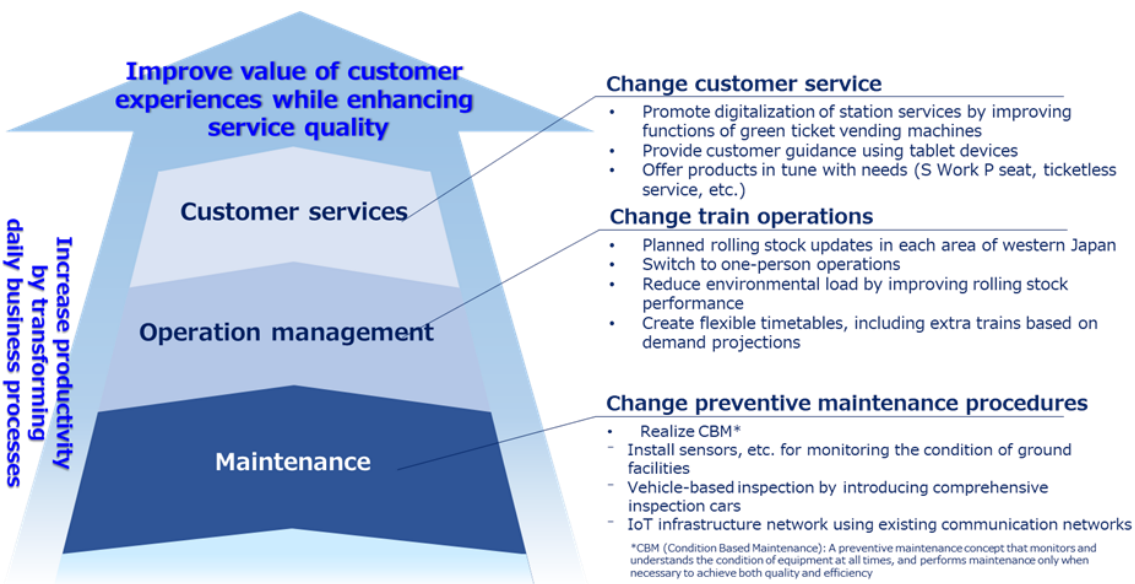 Improve value of customer
experiences while enhancing
service quality
Customer services
Operation management
Maintenance
Increase productivity
by transforming
daily business processes
Change customer service
• Promote digitalization of station services by improving
functions of green ticket vending machines
• Provide customer guidance using tablet devices
• Offer products in tune with needs (S Work P seat, ticketless
service, etc.)
Change train operations
• Planned rolling stock updates in each area of western Japan
• Switch to one-person operations
• Reduce environmental load by improving rolling stock
performance
• Create flexible timetables, including extra trains based on
demand projections
Change preventive maintenance procedures
• Realize CBM*
- Install sensors, etc. for monitoring the condition of ground
facilities
- Vehicle-based inspection by introducing comprehensive
inspection cars
- IoT infrastructure network using existing communication networks
*CBM (Condition Based Maintenance): A preventive maintenance concept that monitors and
understands the condition of equipment at all times, and performs maintenance only when
necessary to achieve both quality and efficiency